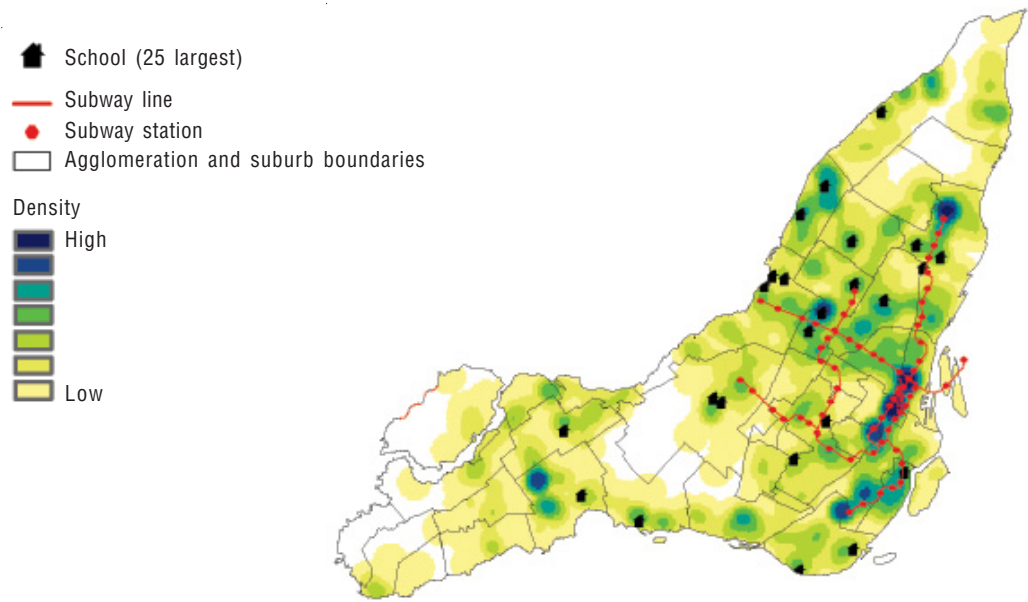 School (25 largest)
Subway line
Subway station
Agglomeration and suburb boundaries
Density
High
Low